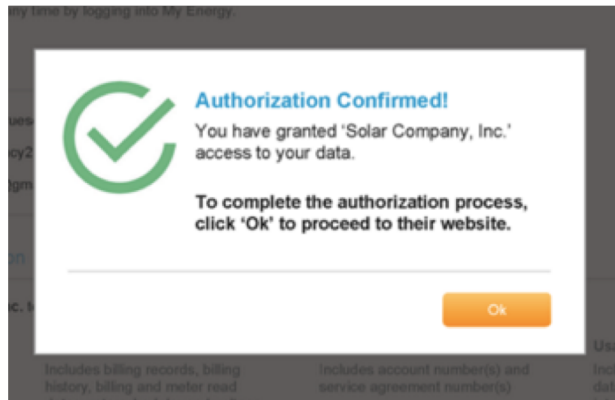 any time by logging into My Energy.
Authorization Confirmed!
You have granted ‘Solar Company, Inc.’
access to your data.
To complete the authorization process,
click ‘Ok’ to proceed to their website.
Ok
Includes billing records, billing
Includes account number(s) and
history, billing and meter read
service agreement number(s)